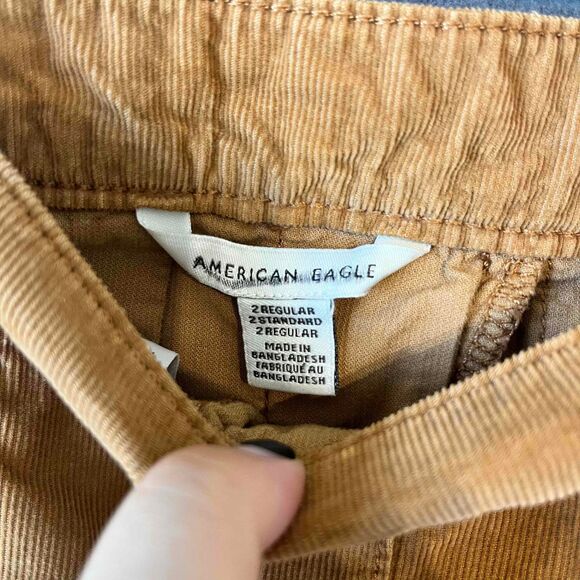 AMERICAN EAGLE
2 REGULAR
2 STANDARD
2 REGULAR
MADE IN
BANGLADESH
FABRIQUÉ AU
BANGLADESH